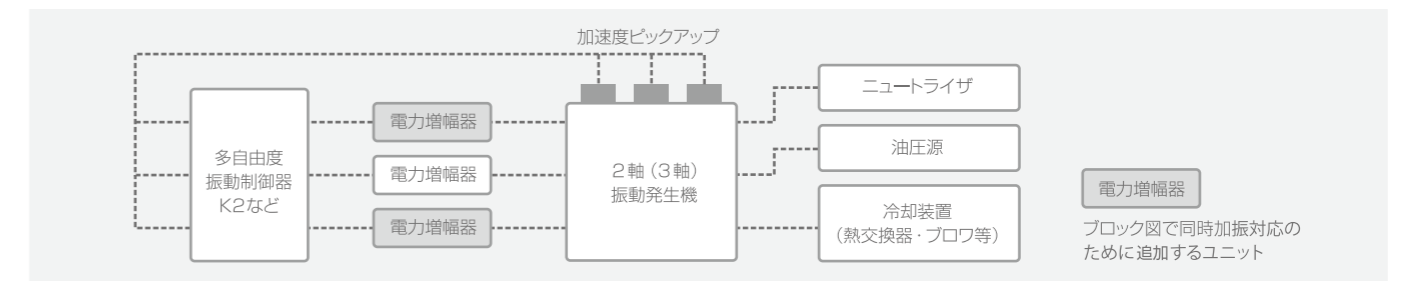 加速度ピックアップ
多自由度
振動制御器
K2など
電力増幅器
電力増幅器
電力増幅器
2軸（3軸）
振動発生機
ニュートライザ
油圧源
冷却装置
（熱交換器・ブロワ等）
電力増幅器
ブロック図で同時加振対応の
ために追加するユニット